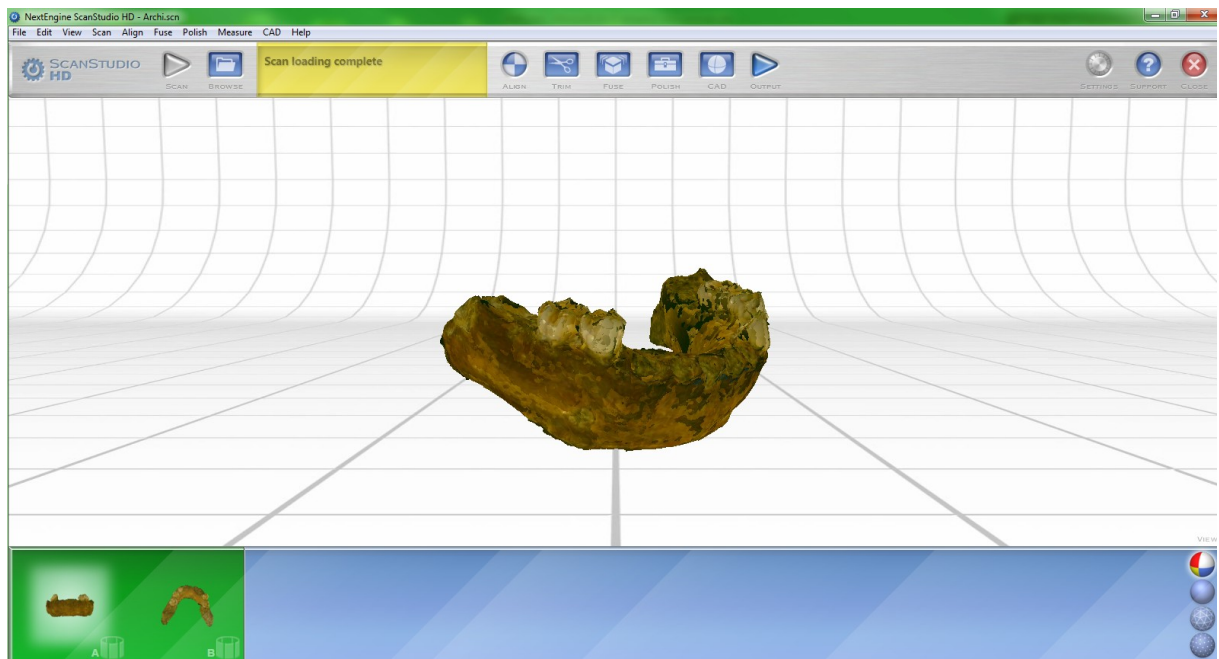 NextEngine ScanStudio HD - Archi.scn
File Edit View Scan Align Fuse Polish Measure CAD Help
SCANSTUDIO
HD
SCAN BROWSE
Scan loading complete
ALIGN TRIM FUSE POLISH CAD OUTPUT
SETTINGS SUPPORT CLOSE
VIEW
A B